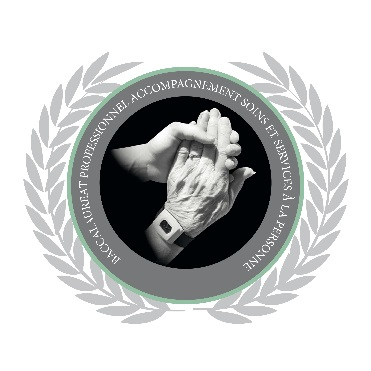 BACCALAUREAT PROFESSIONNEL ACCOMPAGNEMENT SOINS ET SERVICES À LA PERSONNE